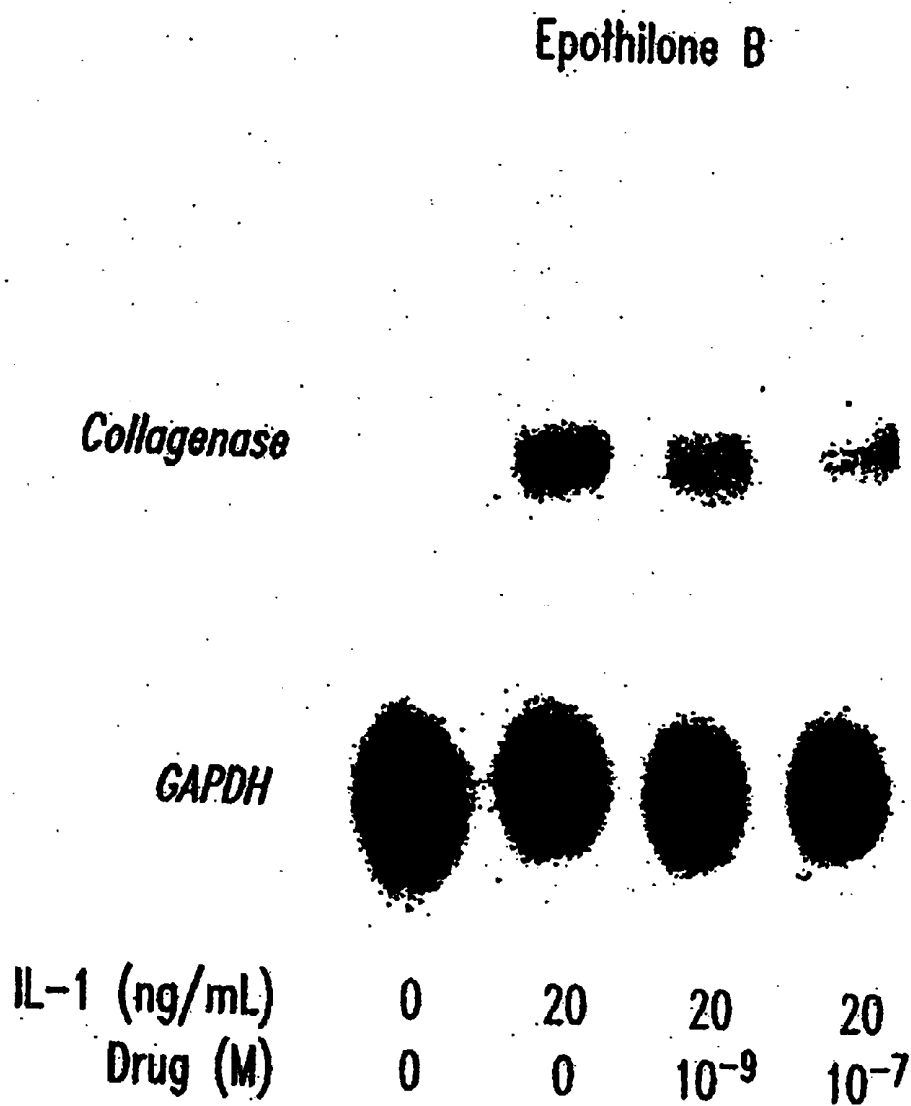 Epothilone B
Collagenase
GAPDH
IL-1 (ng/mL) 0 20 20 20
Drug (M) 0 0 10⁻⁹ 10⁻⁷